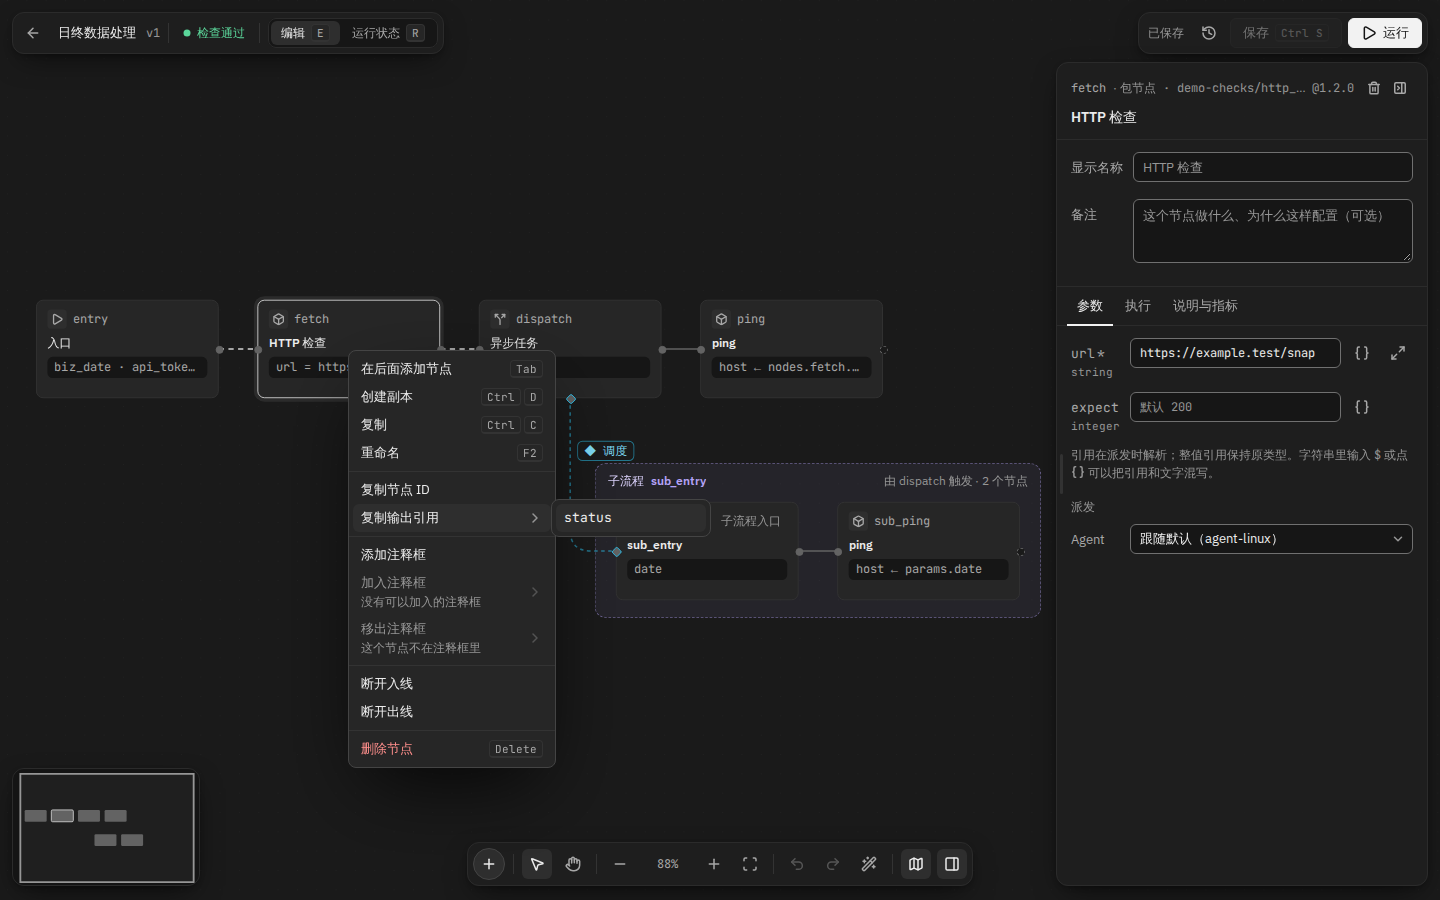 日终数据处理 v1 检查通过 编辑 E 运行状态 R
已保存 保存 Ctrl S 运行
fetch · 包节点 · demo-checks/http_… @1.2.0
HTTP 检查
显示名称 HTTP 检查
备注 这个节点做什么、为什么这样配置（可选）
参数 执行 说明与指标
url* https://example.test/snap
string
expect 默认 200
integer
引用在派发时解析；整值引用保持原类型。字符串里输入 $ 或点
{} 可以把引用和文字混写。
派发
Agent 跟随默认（agent-linux）
entry
入口
biz_date · api_toke…
fetch
HTTP 检查
url = https
dispatch
异步任务
ping
ping
host ← nodes.fetch.…
在后面添加节点 Tab
创建副本 Ctrl D
复制 Ctrl C
重命名 F2
复制节点 ID
复制输出引用
status
添加注释框
加入注释框
没有可以加入的注释框
移出注释框
这个节点不在注释框里
断开入线
断开出线
删除节点 Delete
调度
子流程 sub_entry 由 dispatch 触发 · 2 个节点
子流程入口
sub_entry
date
sub_ping
ping
host ← params.date
88%